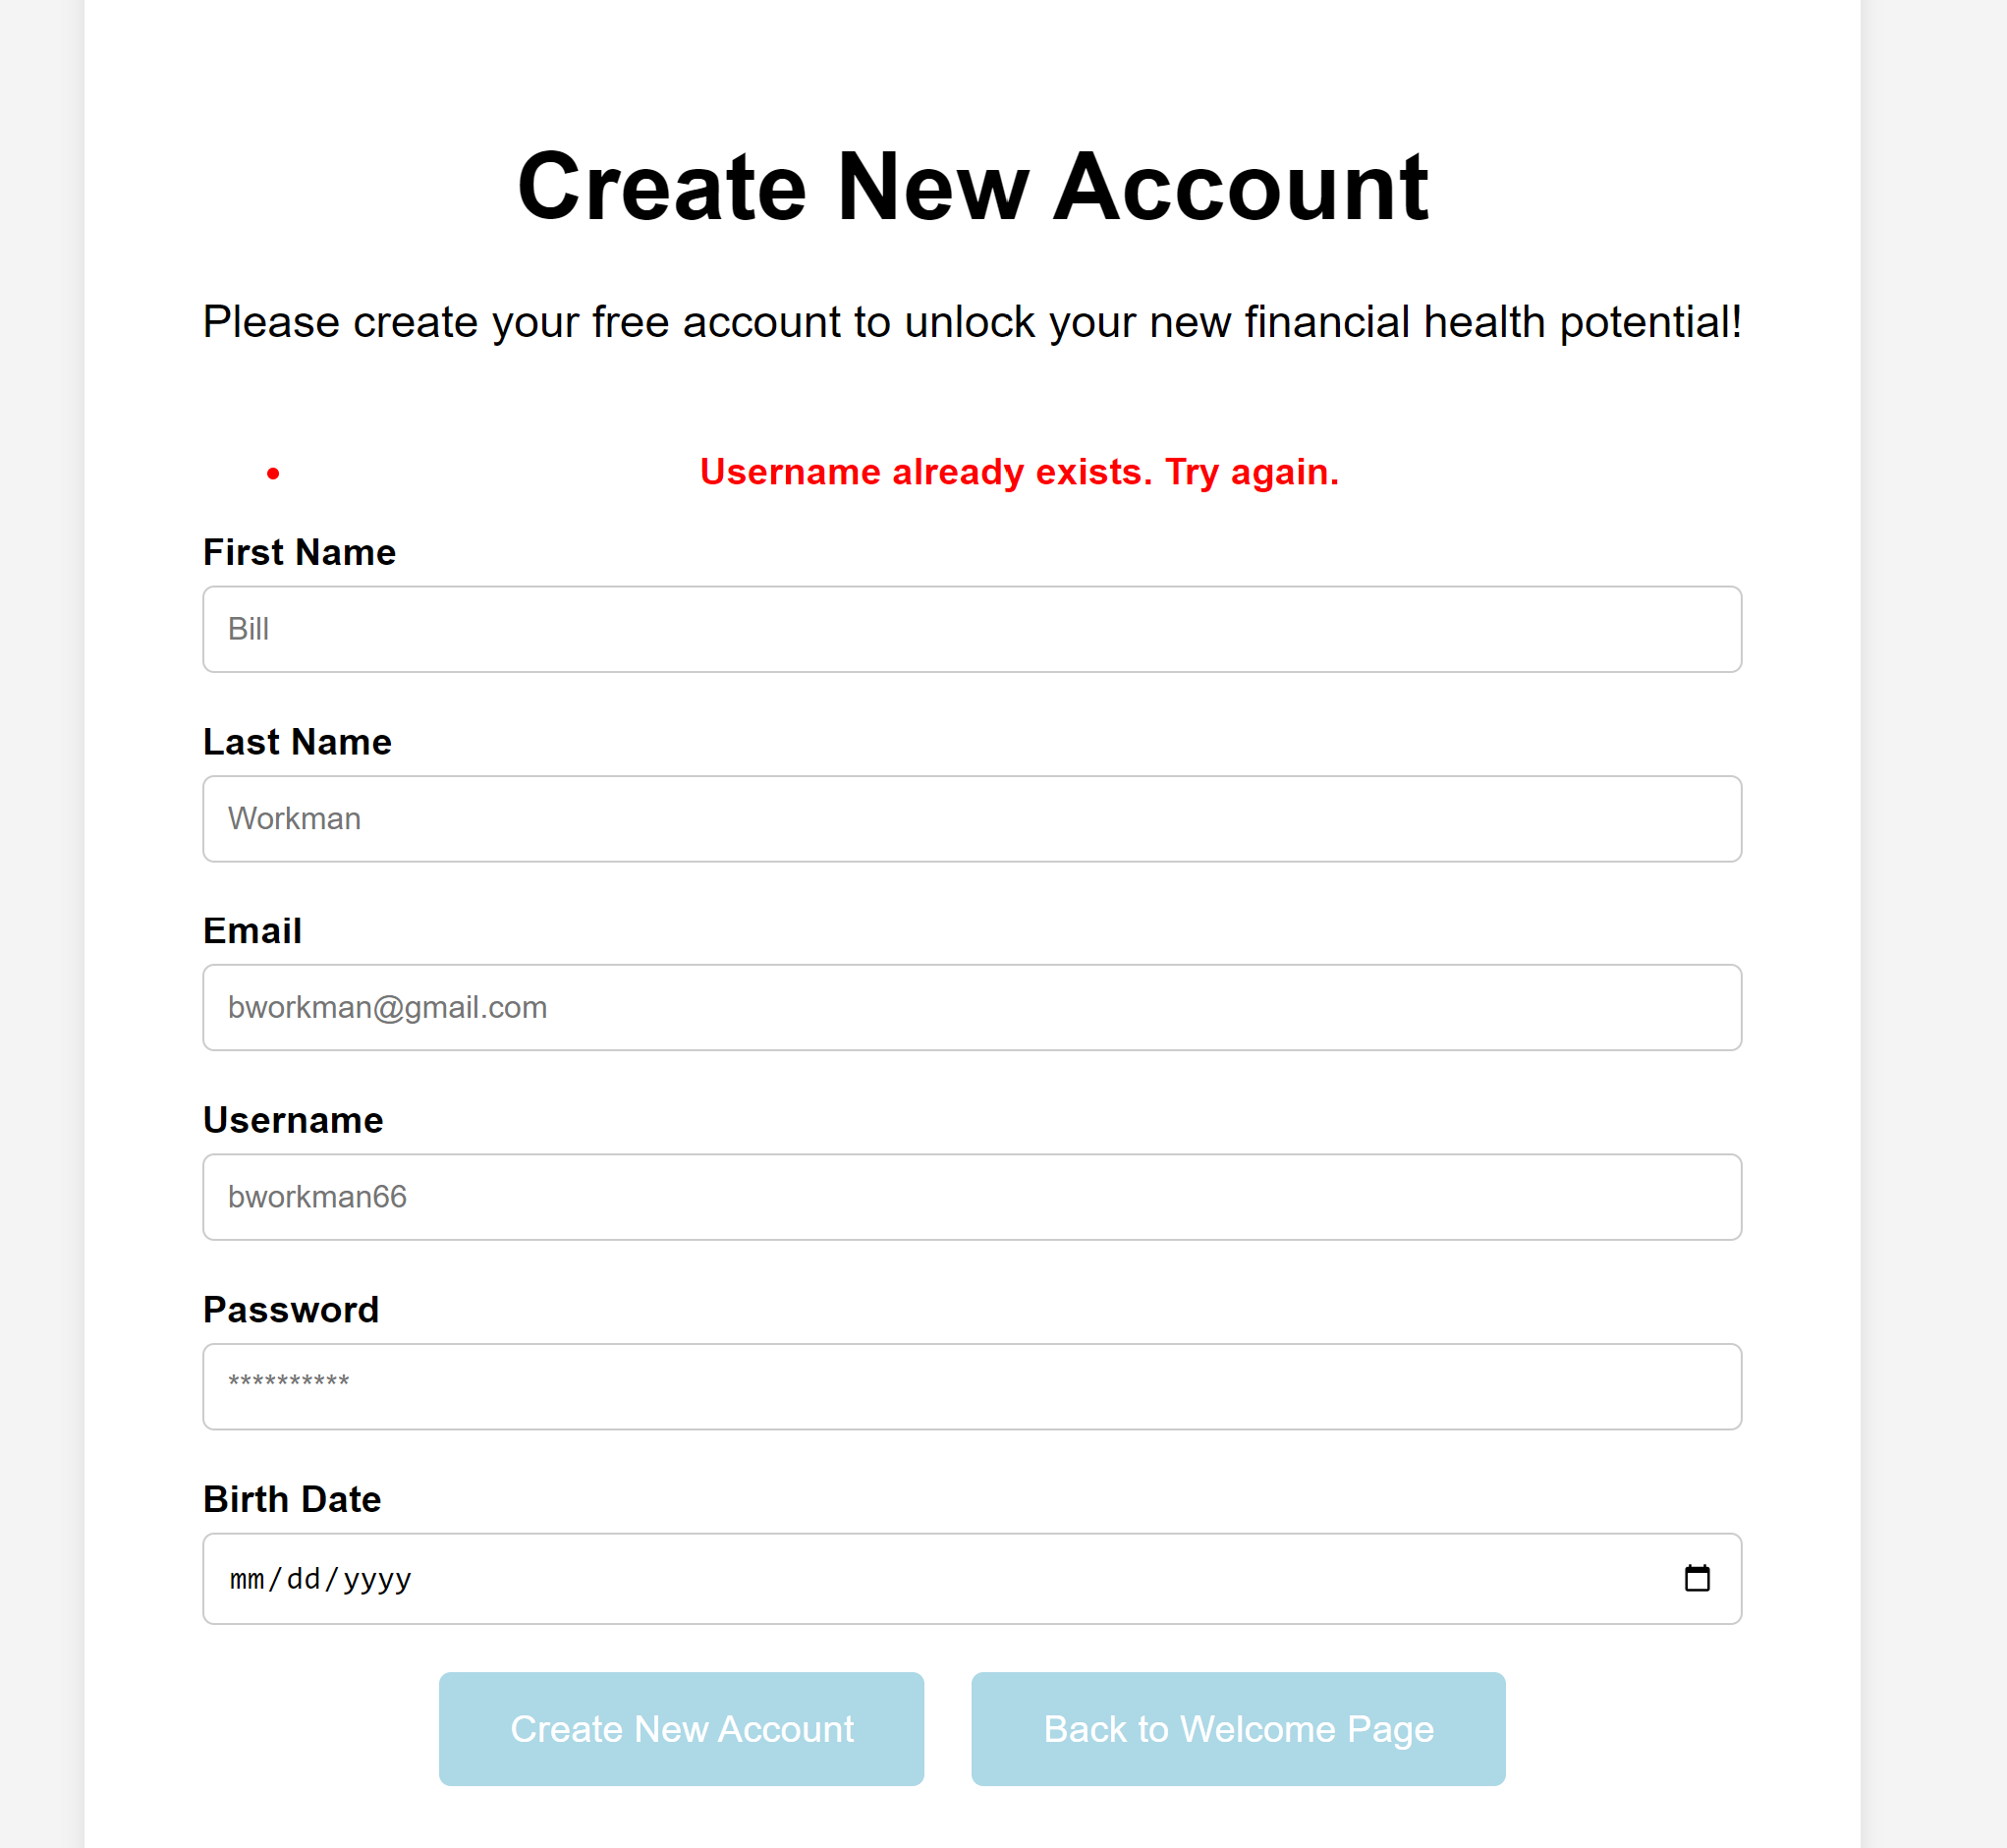 Create New Account
Please create your free account to unlock your new financial health potential!
• Username already exists. Try again.
First Name
Bill
Last Name
Workman
Email
bworkman@gmail.com
Username
bworkman66
Password
**********
Birth Date
mm/dd/yyyy
Create New Account Back to Welcome Page